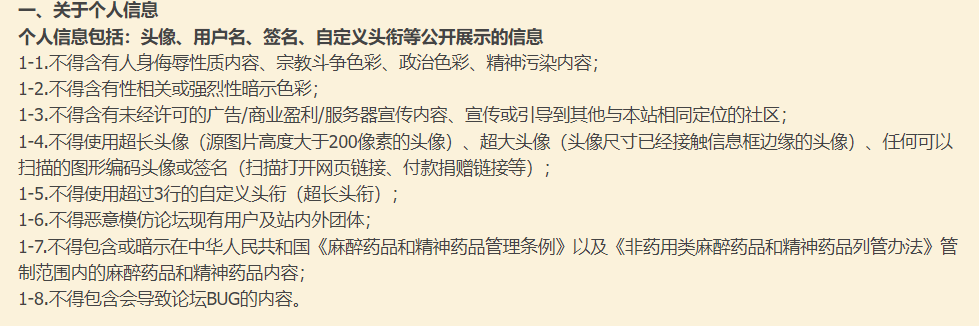 一、关于个人信息
个人信息包括：头像、用户名、签名、自定义头衔等公开展示的信息
1-1.不得含有人身侮辱性质内容、宗教斗争色彩、政治色彩、精神污染内容；
1-2.不得含有性相关或强烈性暗示色彩；
1-3.不得含有未经许可的广告/商业盈利/服务器宣传内容、宣传或引导到其他与本站相同定位的社区；
1-4.不得使用超长头像（源图片高度大于200像素的头像）、超大头像（头像尺寸已经接触信息框边缘的头像）、任何可以
扫描的图形编码头像或签名（扫描打开网页链接、付款捐赠链接等）；
1-5.不得使用超过3行的自定义头衔（超长头衔）；
1-6.不得恶意模仿论坛现有用户及站内外团体；
1-7.不得包含或暗示在中华人民共和国《麻醉药品和精神药品管理条例》以及《非药用类麻醉药品和精神药品列管办法》管
制范围内的麻醉药品和精神药品内容；
1-8.不得包含会导致论坛BUG的内容。